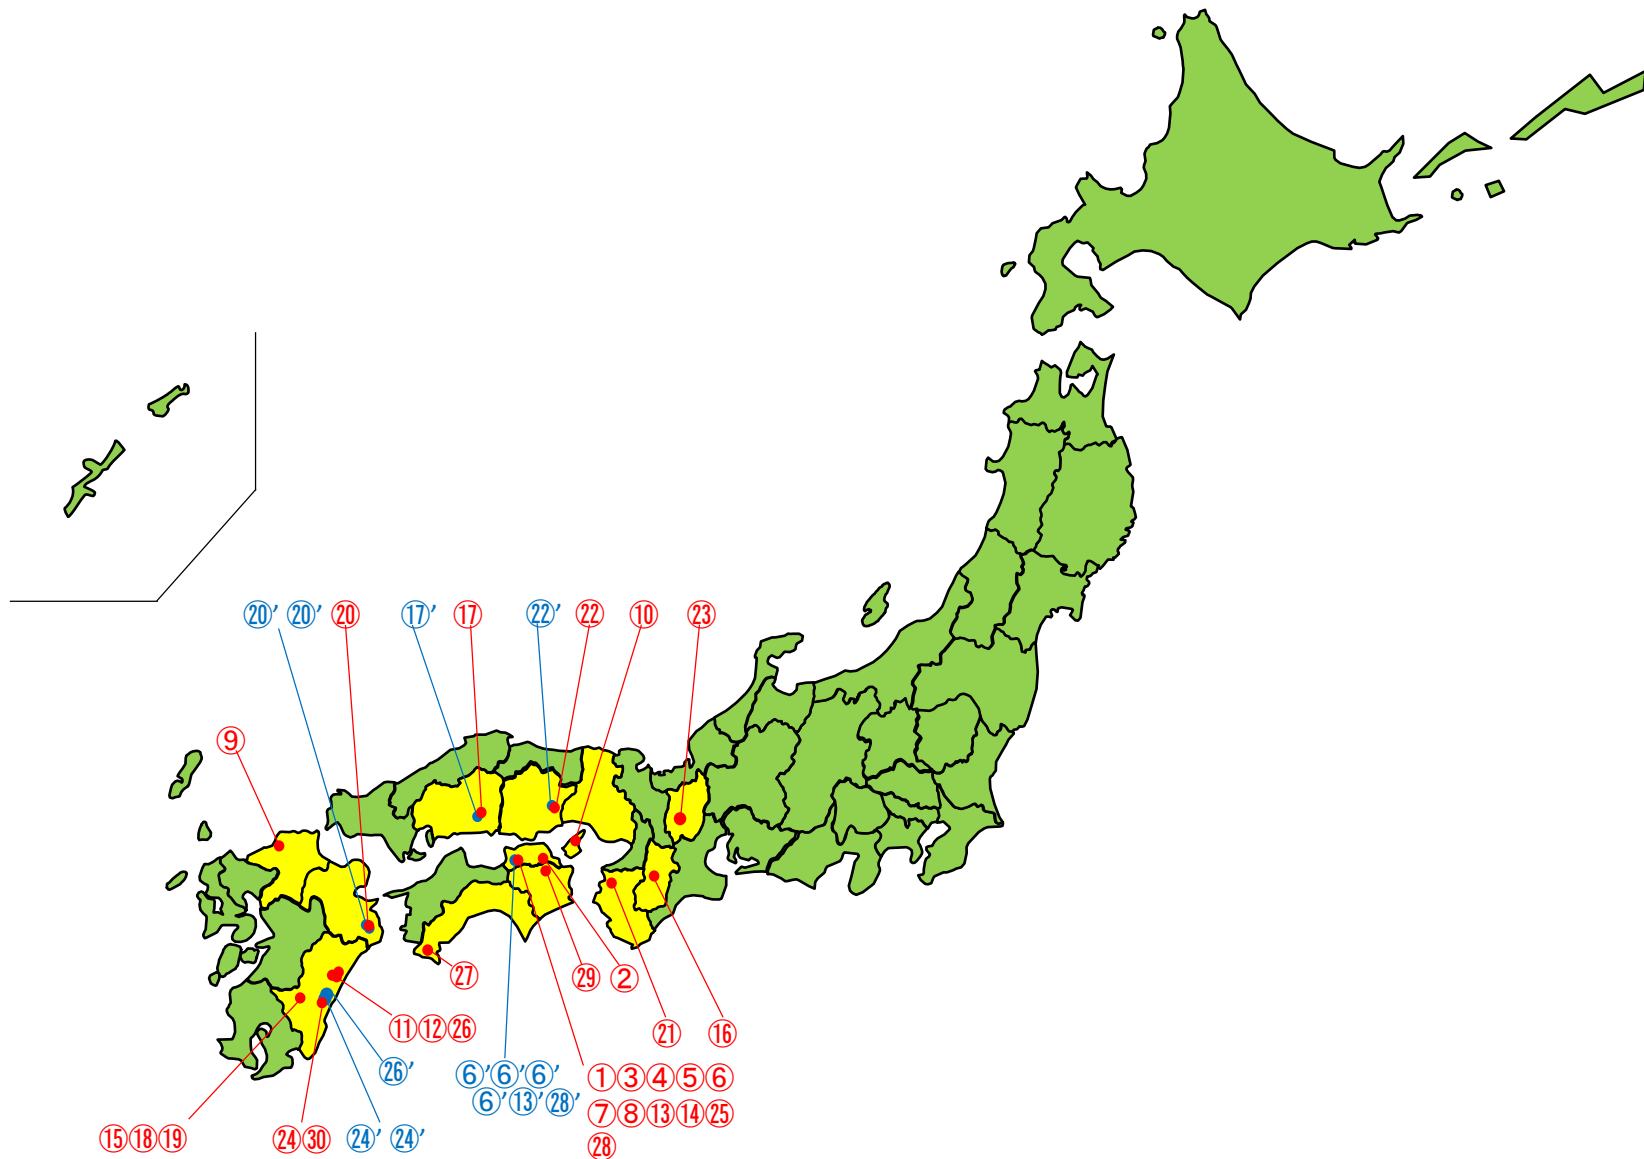 ⑳’ ⑳’ ⑳ ⑰’ ⑰ ㉒’ ㉒ ⑩ ㉓
⑨
㉗ ㉙ ②
⑪⑫㉖ ㉑ ⑯
㉖’ ⑥’⑥’⑥’ ①③④⑤⑥
⑥’⑬’㉘’ ⑦⑧⑬⑭㉕
⑮⑱⑲ ㉔㉚ ㉔’ ㉔’ ㉘